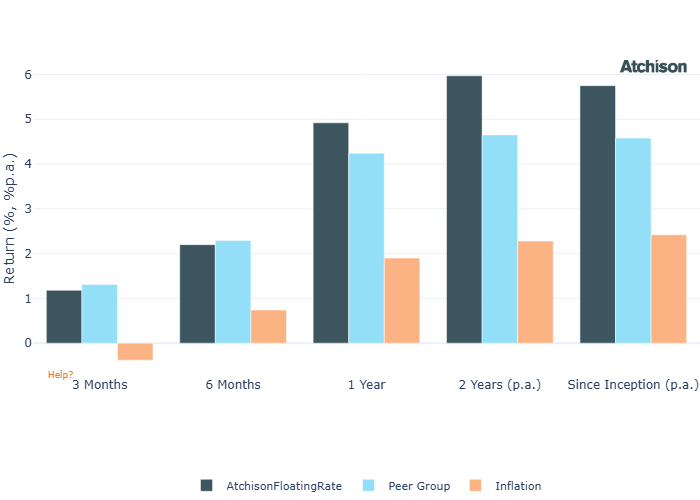 Atchison
6
5
4
3
2
1
0
Return (%, %p.a.)
Help?
3 Months
6 Months
1 Year
2 Years (p.a.)
Since Inception (p.a.)
AtchisonFloatingRate
Peer Group
Inflation